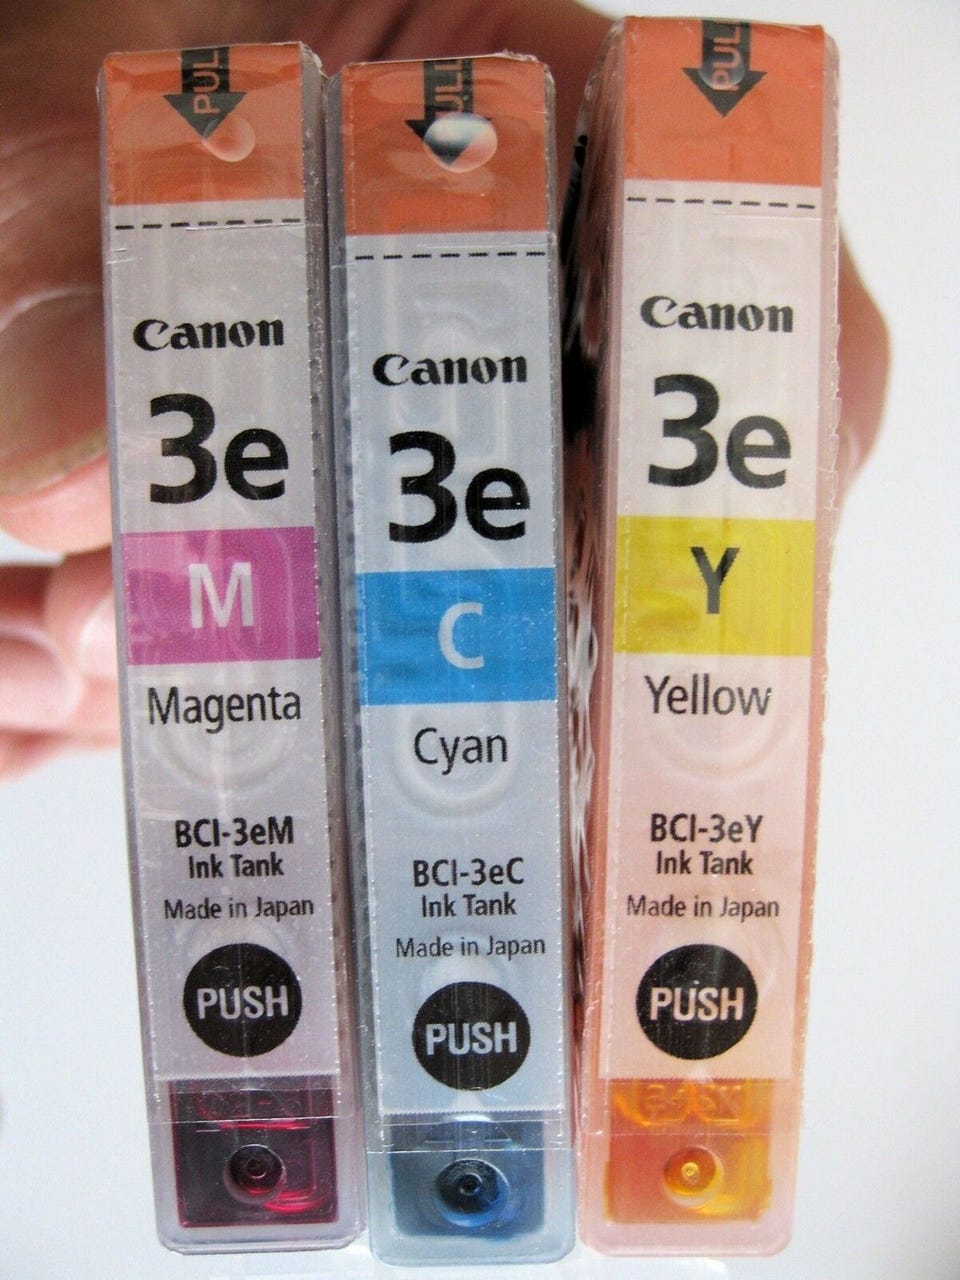 PULL
Canon
3e
M
Magenta
BCI-3eM
Ink Tank
Made in Japan
PUSH
PULL
Canon
3e
C
Cyan
BCI-3eC
Ink Tank
Made in Japan
PUSH
PULL
Canon
3e
Y
Yellow
BCI-3eY
Ink Tank
Made in Japan
PUSH